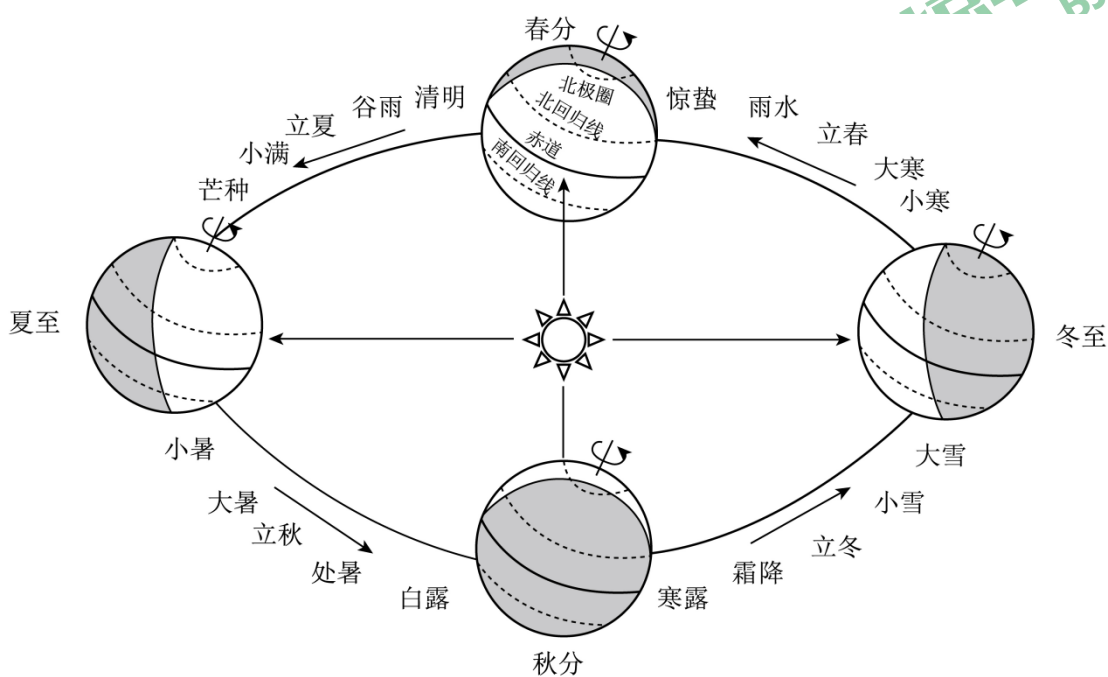 春分
惊蛰
雨水
立春
大寒
小寒
清明
谷雨
立夏
小满
芒种
北极圈
北回归线
赤道
南回归线
夏至
冬至
小暑
大暑
立秋
处暑
白露
秋分
寒露
霜降
立冬
小雪
大雪